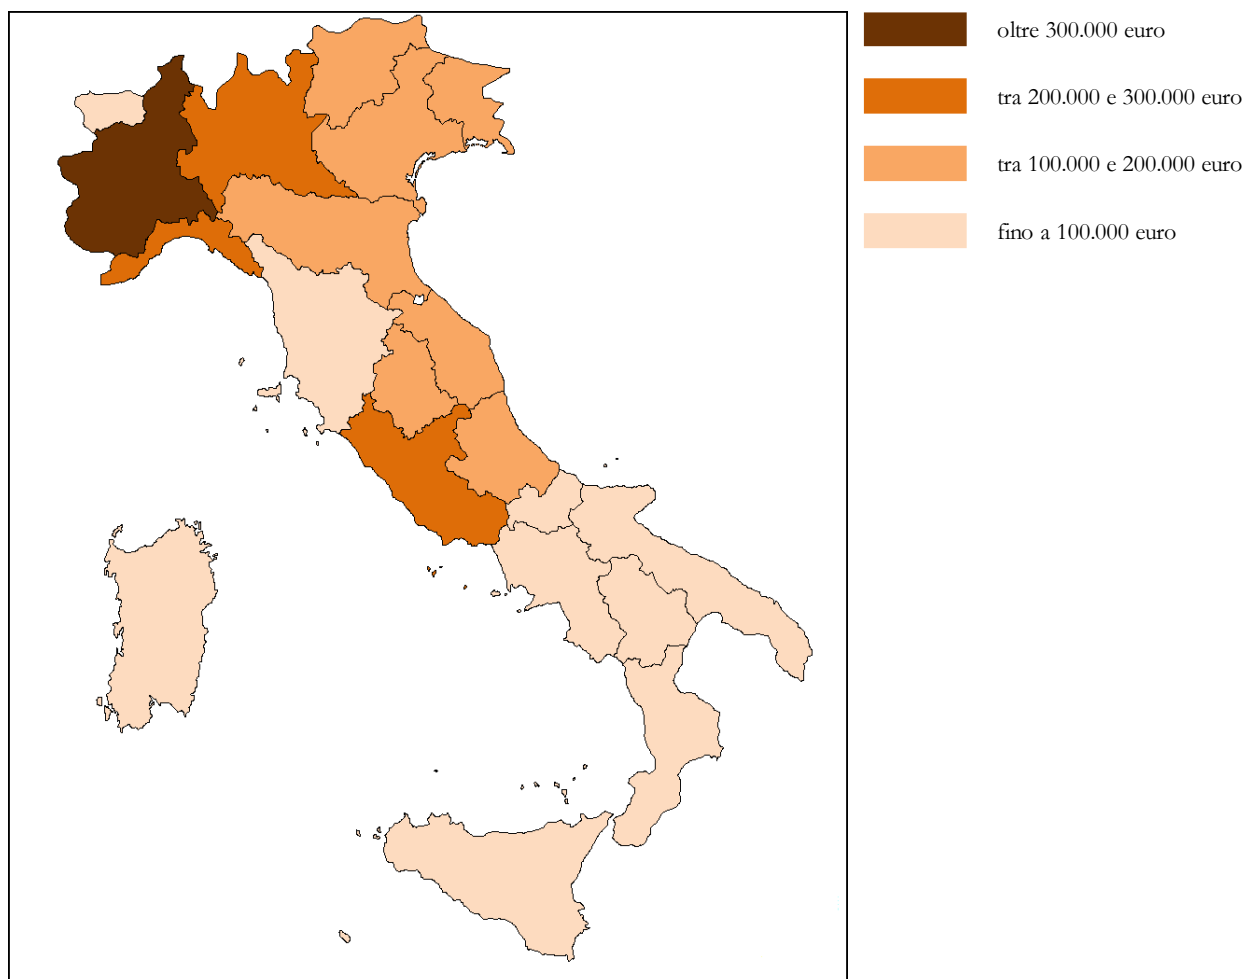 oltre 300.000 euro
tra 200.000 e 300.000 euro
tra 100.000 e 200.000 euro
fino a 100.000 euro